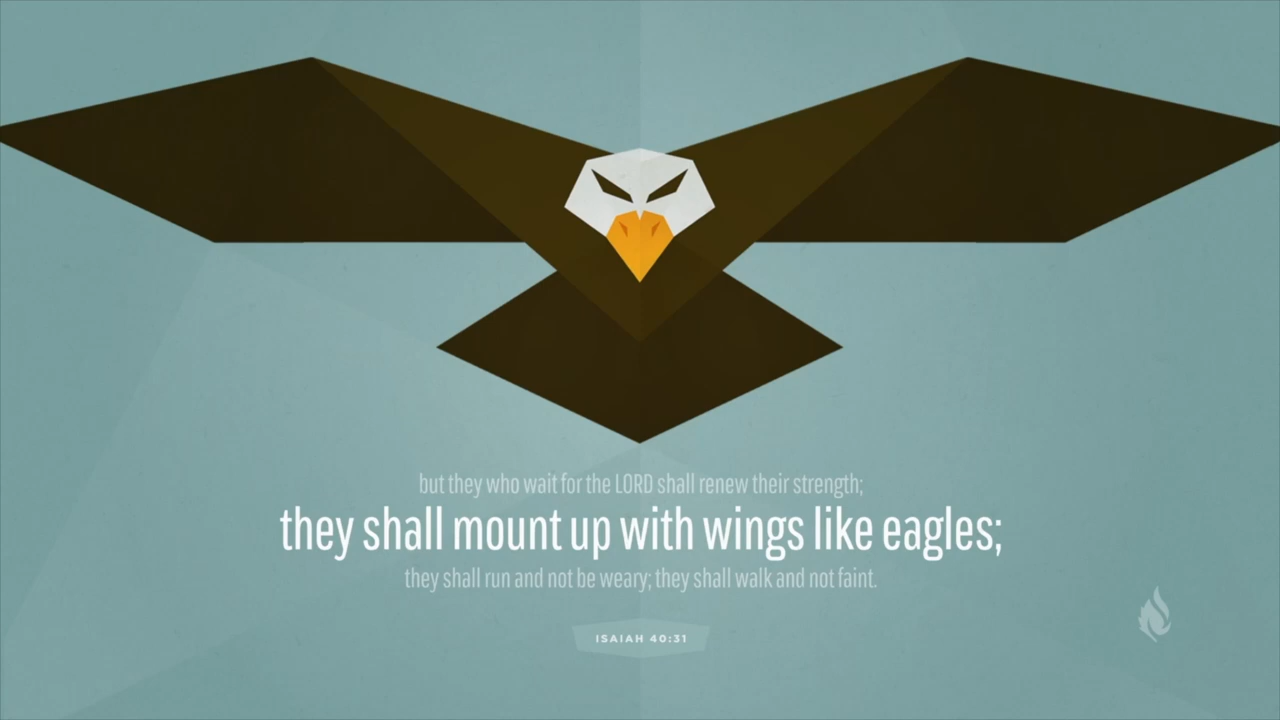 but they who wait for the LORD shall renew their strength;
they shall mount up with wings like eagles;
they shall run and not be weary; they shall walk and not faint.
ISAIAH 40:31